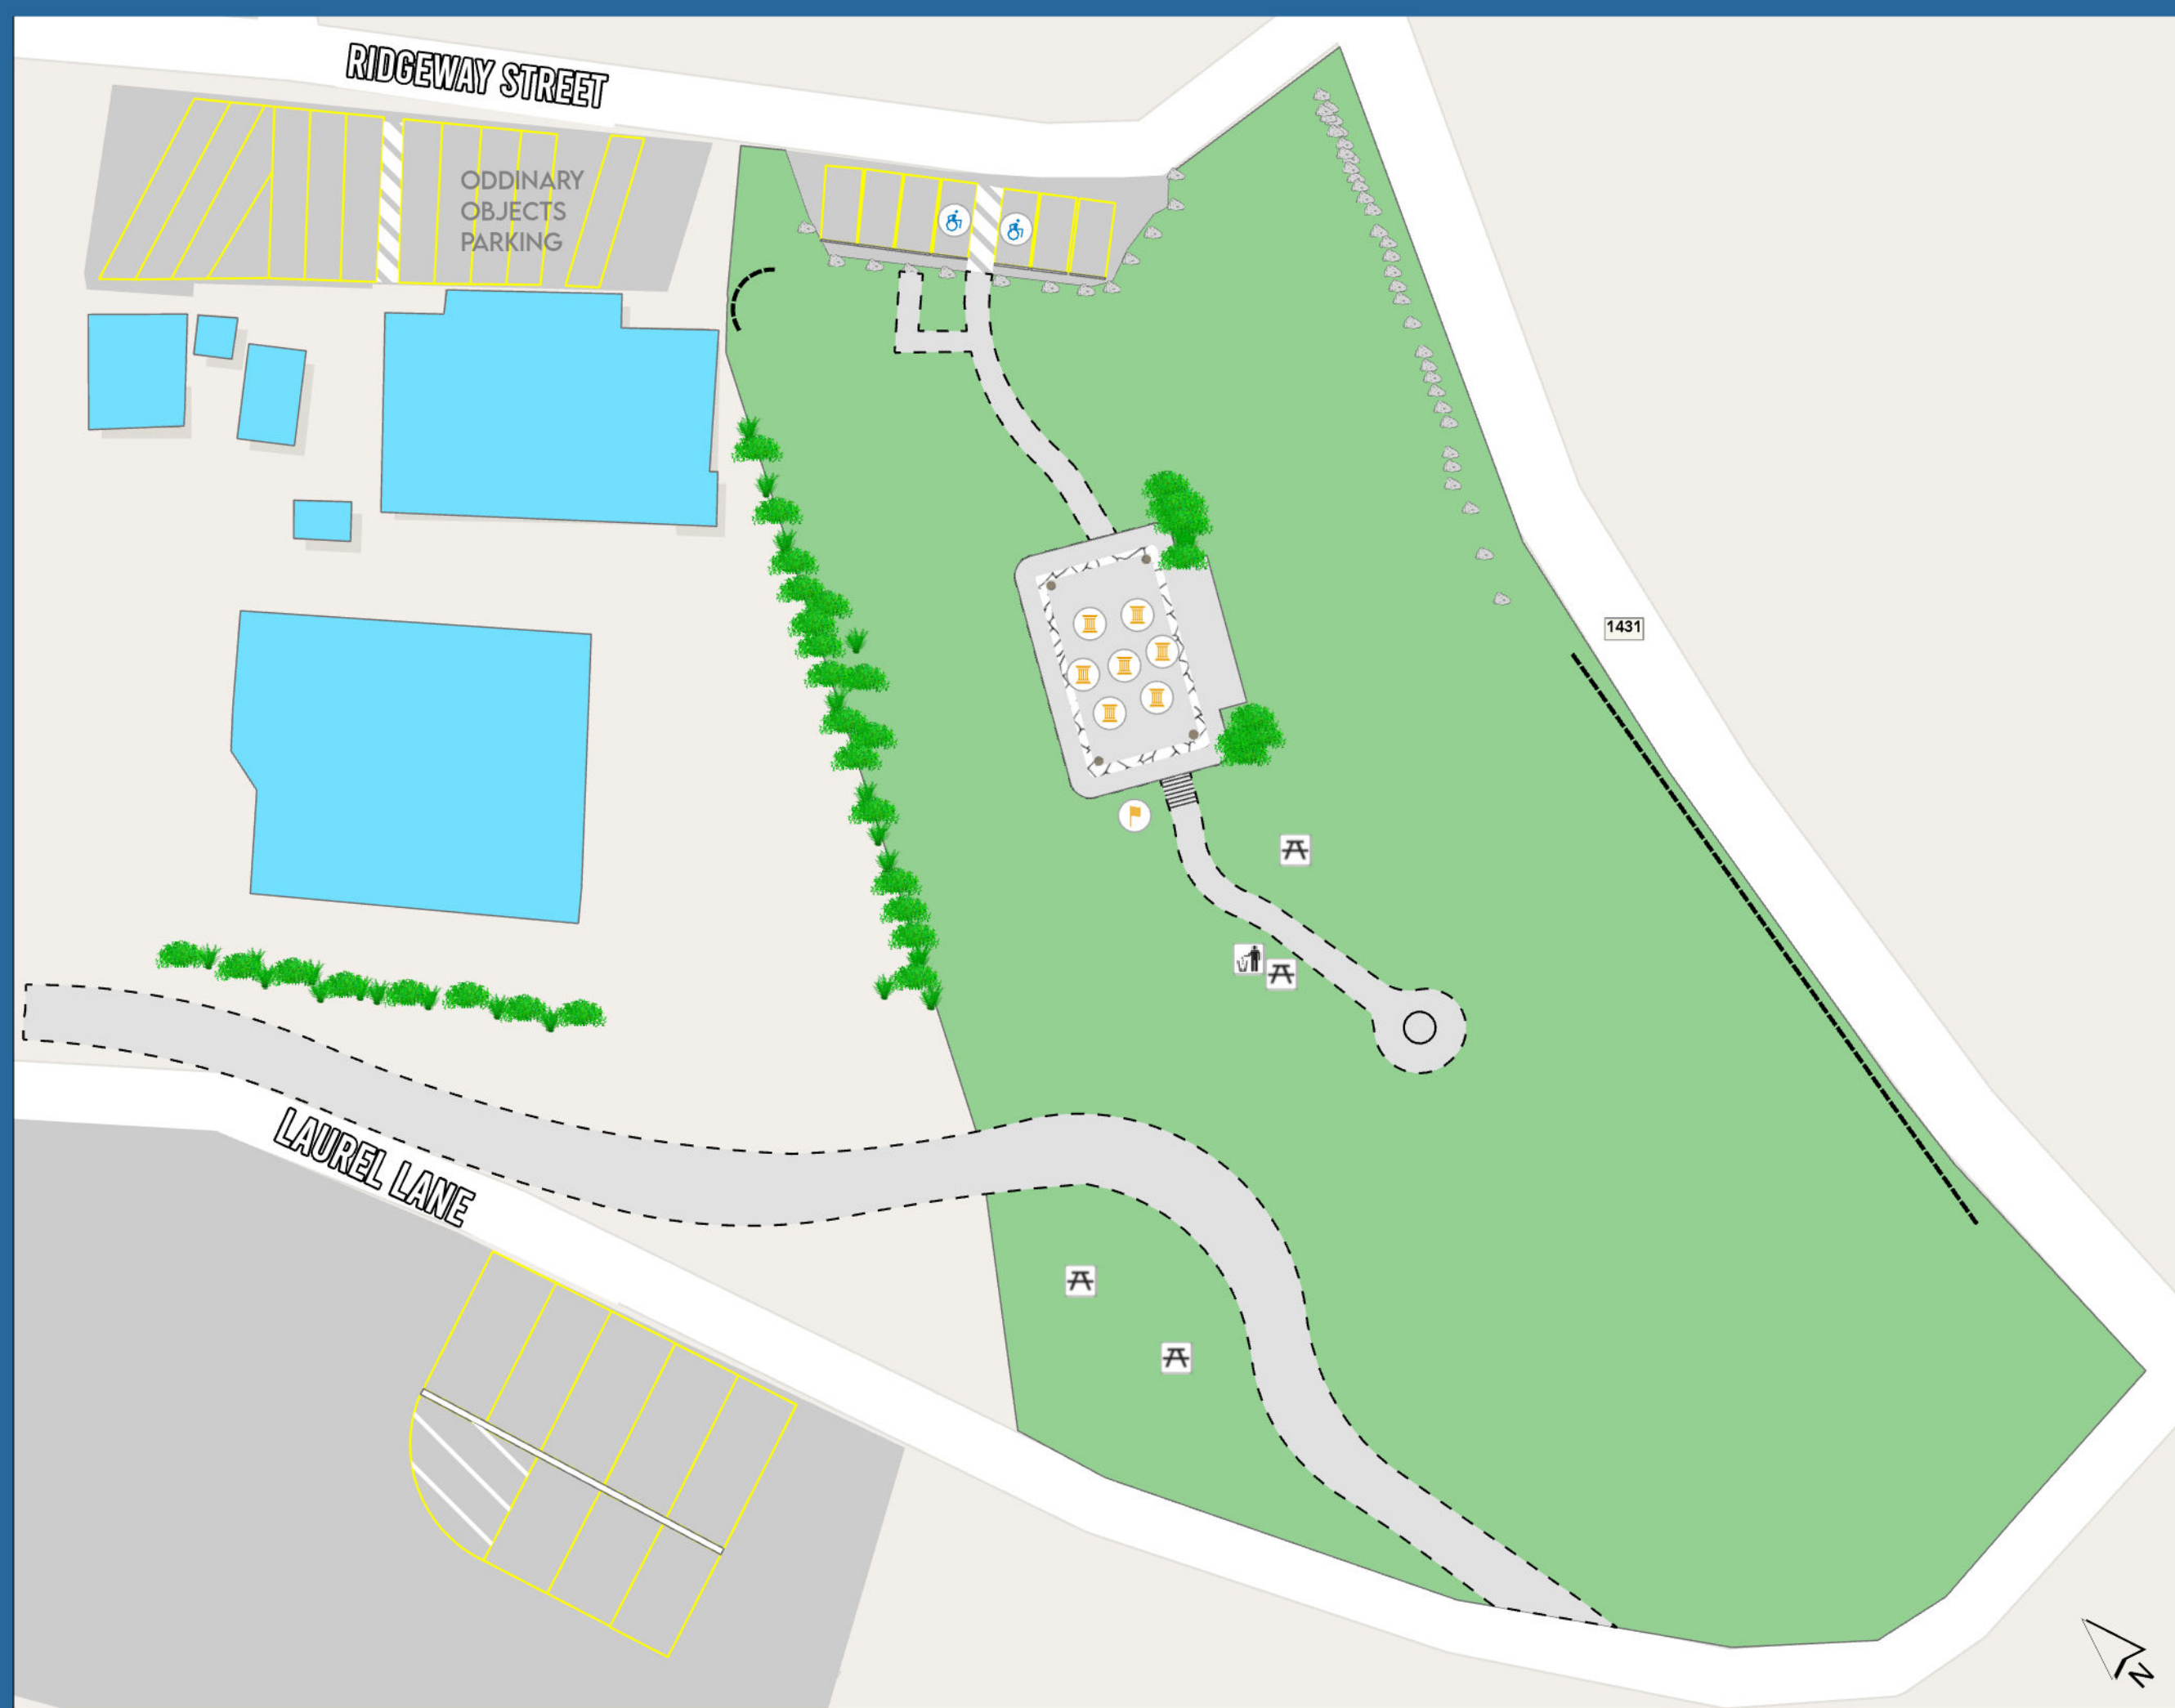 RIDGEWAY STREET
ODDINARY
OBJECTS
PARKING
1431
LAUREL LANE
N